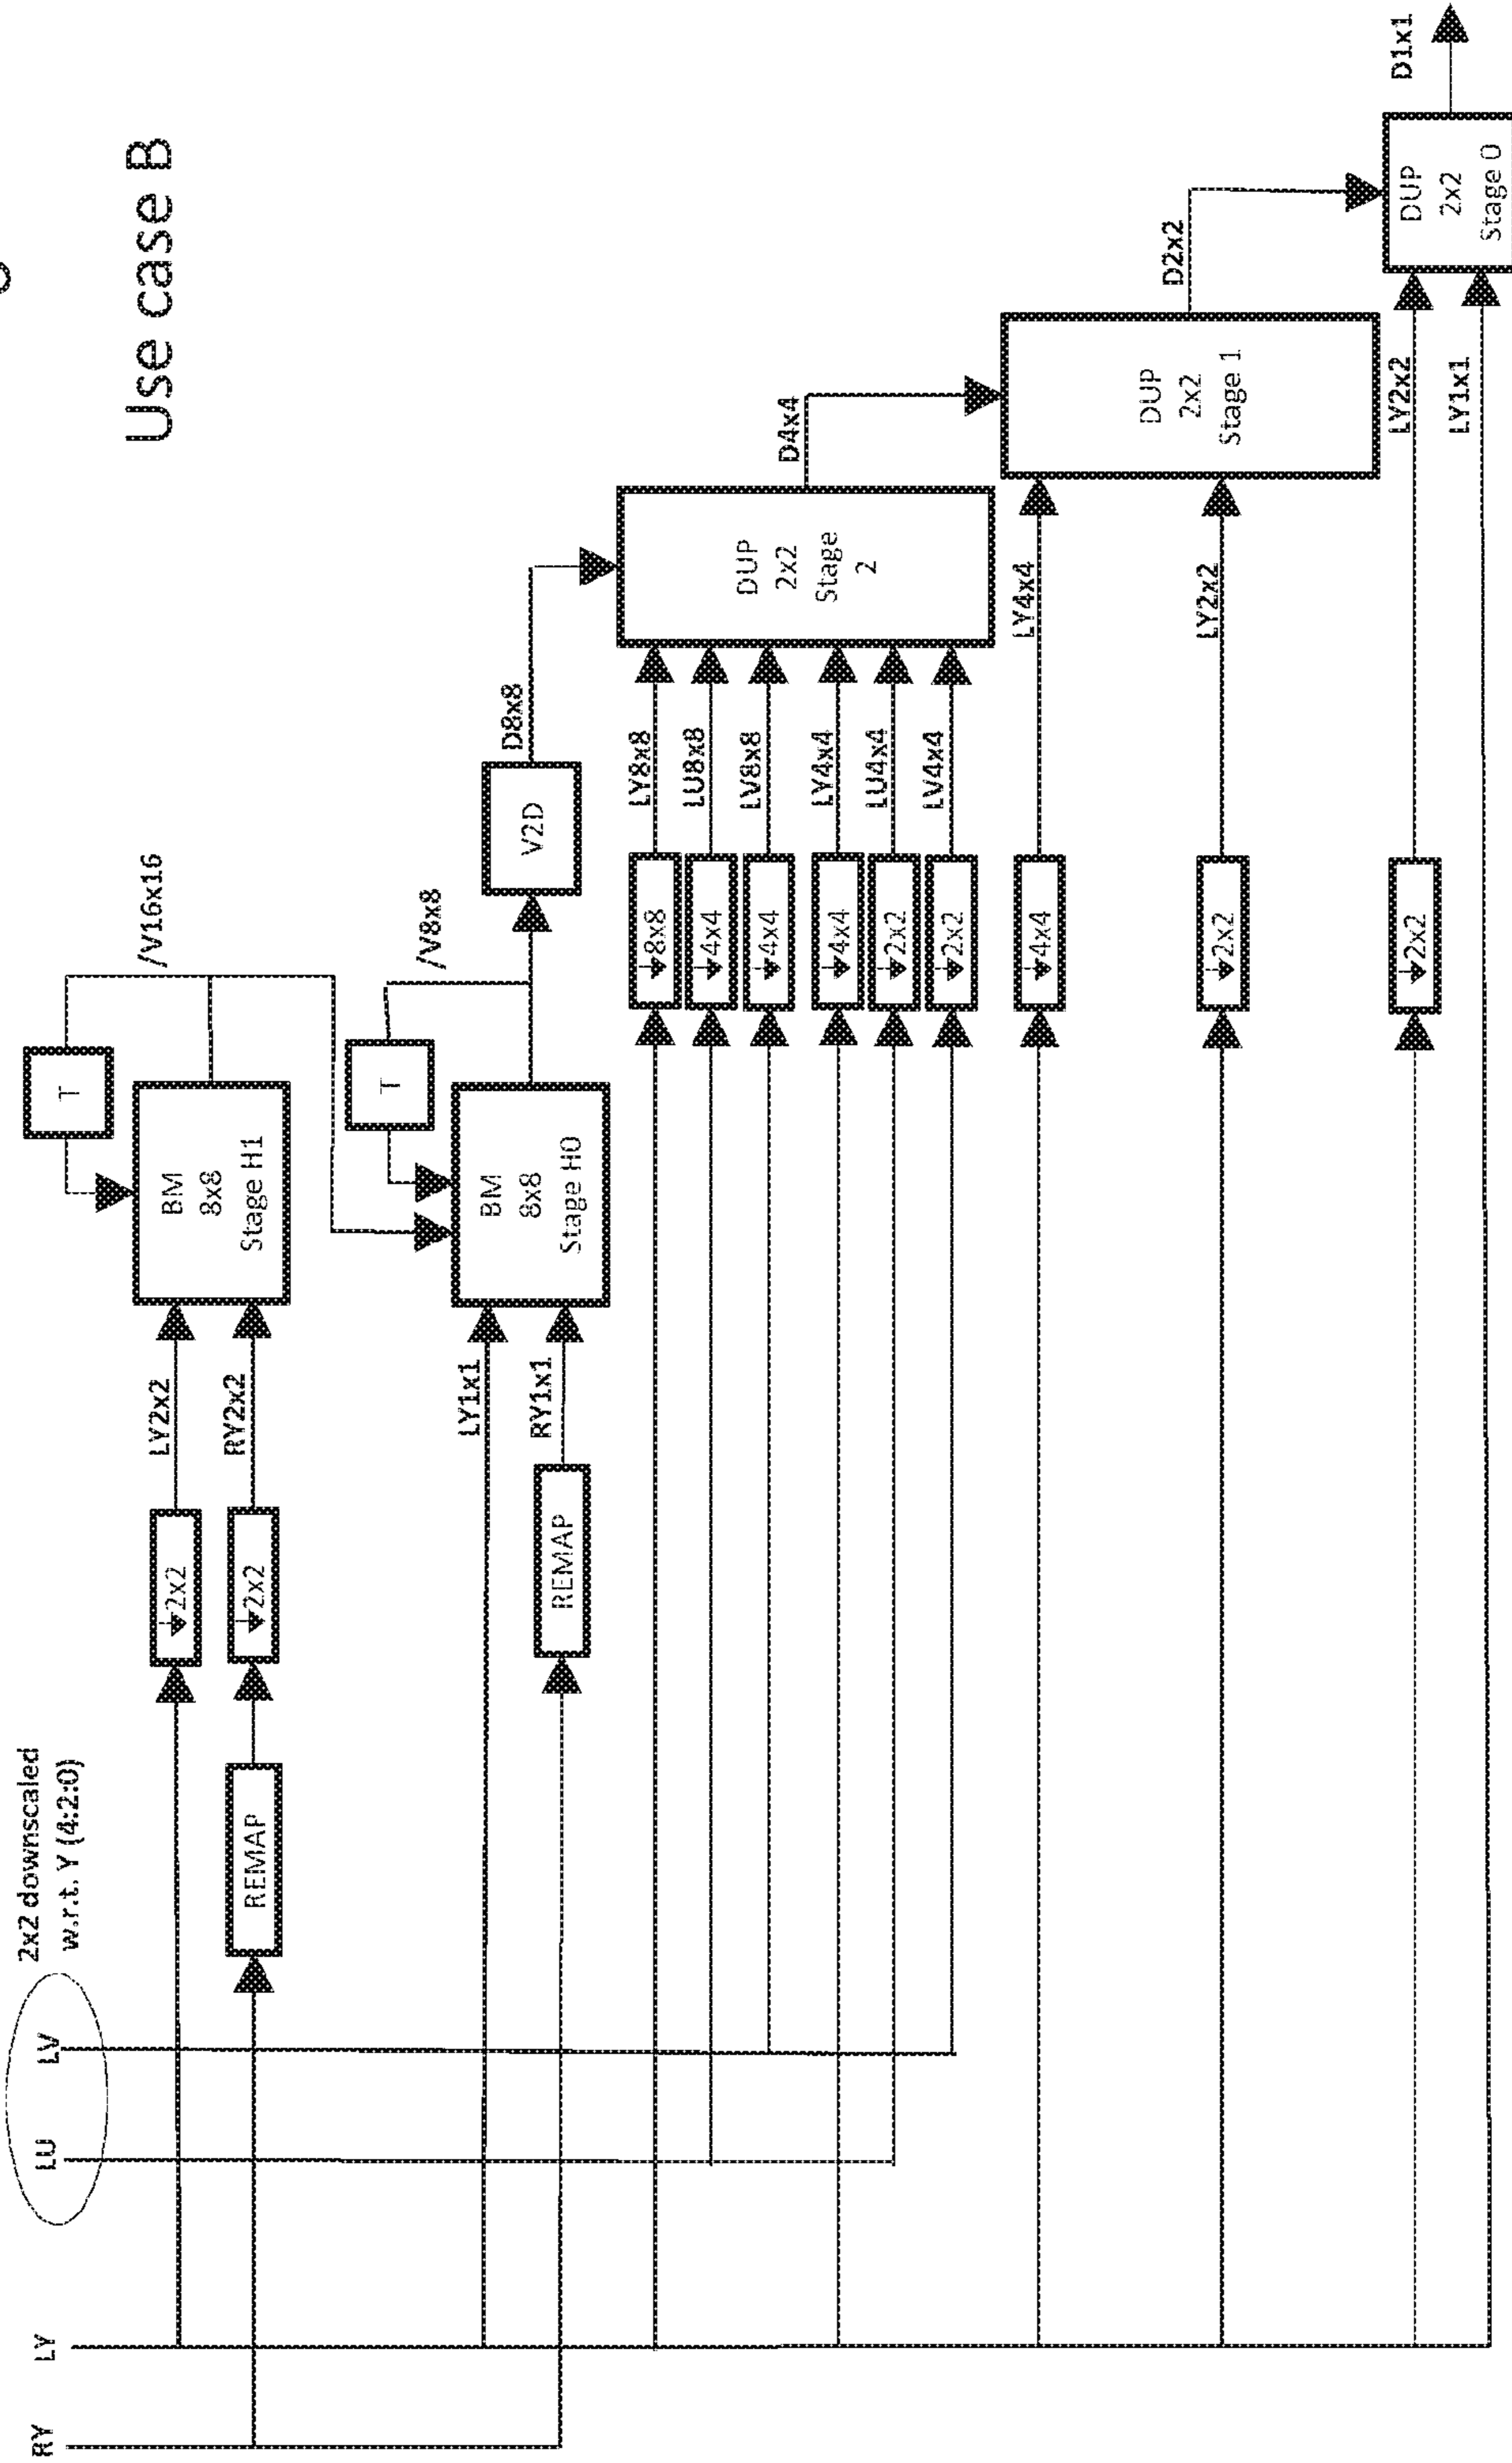 Use case B
RY
LY
LU
LV
2x2 downscaled
w.r.t. Y (4:2:0)
REMAP
2x2
2x2
LY2x2
RY2x2
BM
8x8
Stage H1
T
/V16x16
REMAP
LY1x1
RY1x1
BM
8x8
Stage H0
T
/V8x8
V2D
D8x8
8x8
4x4
4x4
4x4
2x2
2x2
LY8x8
LU8x8
LV8x8
LY4x4
LU4x4
LV4x4
DUP
2x2
Stage
2
D4x4
4x4
2x2
LY4x4
LY2x2
DUP
2x2
Stage 1
D2x2
2x2
LY2x2
LY1x1
DUP
2x2
Stage 0
D1x1